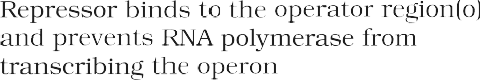 Repressor binds to the operator region(o)
and prevents RNA polymerase from
transcribing the operon